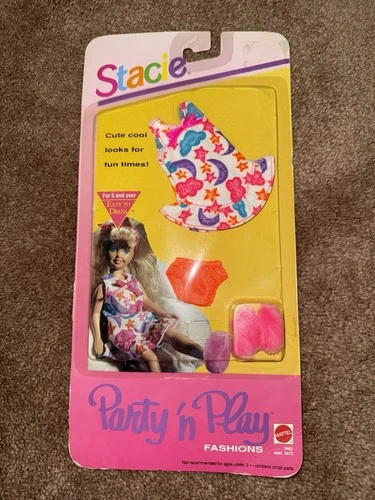 Stacie
Cute cool
looks for
fun times!
For 5 and over
EASY TO
DRESS
Party 'n Play
FASHIONS
MATTEL
Not recommended for ages under 3 — contains small parts.